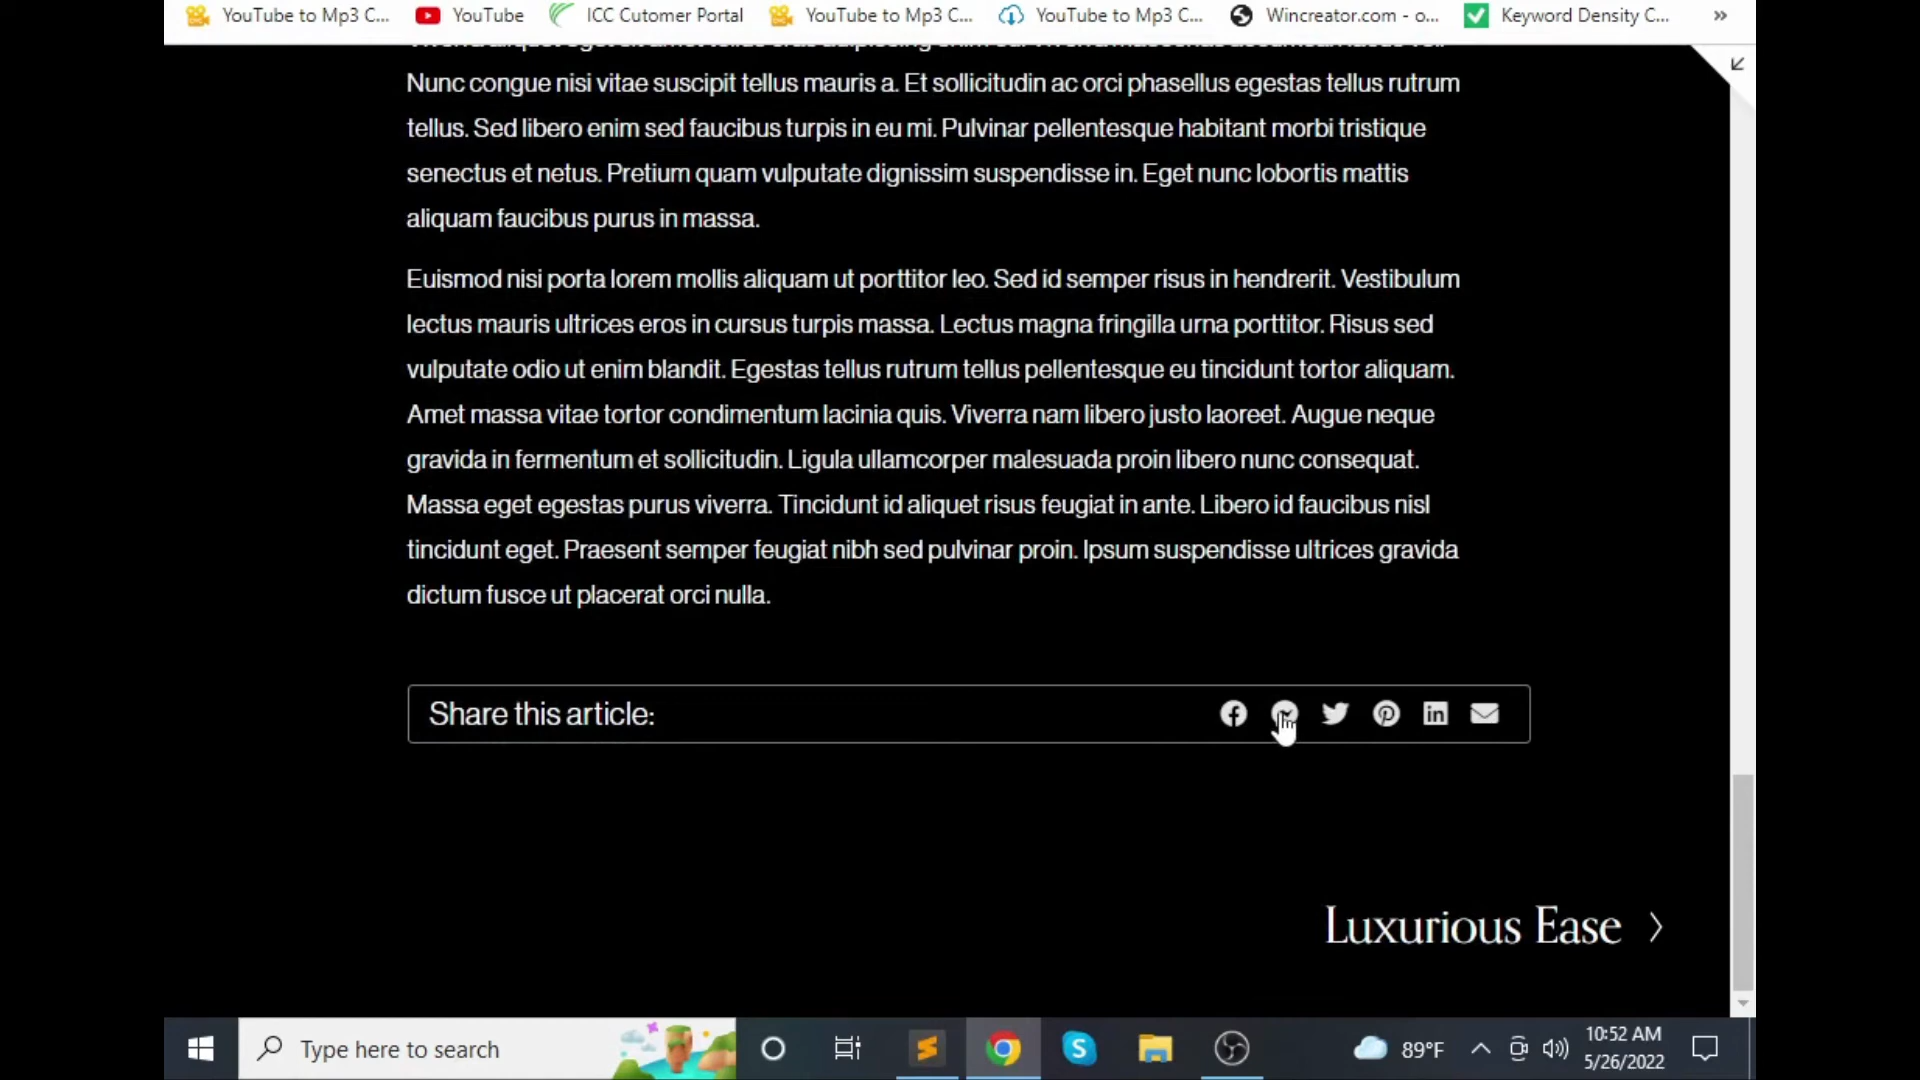 YouTube to Mp3 C... YouTube ICC Cutomer Portal YouTube to Mp3 C... YouTube to Mp3 C... Wincreator.com - o... Keyword Density C... »
Nunc congue nisi vitae suscipit tellus mauris a. Et sollicitudin ac orci phasellus egestas tellus rutrum
tellus. Sed libero enim sed faucibus turpis in eu mi. Pulvinar pellentesque habitant morbi tristique
senectus et netus. Pretium quam vulputate dignissim suspendisse in. Eget nunc lobortis mattis
aliquam faucibus purus in massa.
Euismod nisi porta lorem mollis aliquam ut porttitor leo. Sed id semper risus in hendrerit. Vestibulum
lectus mauris ultrices eros in cursus turpis massa. Lectus magna fringilla urna porttitor. Risus sed
vulputate odio ut enim blandit. Egestas tellus rutrum tellus pellentesque eu tincidunt tortor aliquam.
Amet massa vitae tortor condimentum lacinia quis. Viverra nam libero justo laoreet. Augue neque
gravida in fermentum et sollicitudin. Ligula ullamcorper malesuada proin libero nunc consequat.
Massa eget egestas purus viverra. Tincidunt id aliquet risus feugiat in ante. Libero id faucibus nisl
tincidunt eget. Praesent semper feugiat nibh sed pulvinar proin. Ipsum suspendisse ultrices gravida
dictum fusce ut placerat orci nulla.
Share this article:
Luxurious Ease
Type here to search
89°F
10:52 AM
5/26/2022